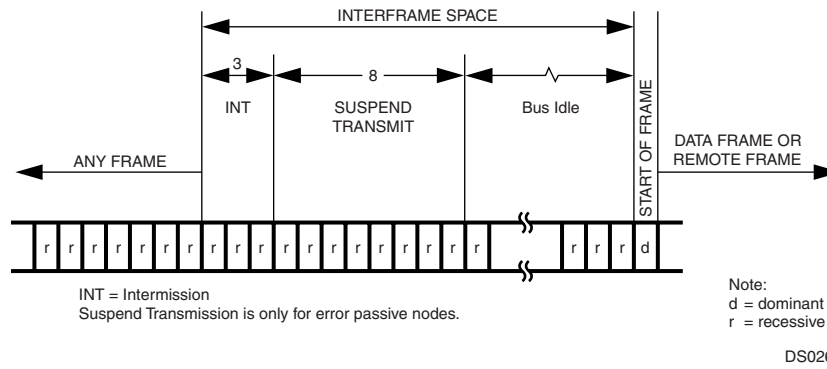 INTERFRAME SPACE
3
8
INT
SUSPEND
TRANSMIT
Bus Idle
START OF FRAME
ANY FRAME
DATA FRAME OR
REMOTE FRAME
r r r r r r r r r r r r r r r r r r r r r r d
INT = Intermission
Suspend Transmission is only for error passive nodes.
Note:
d = dominant
r = recessive